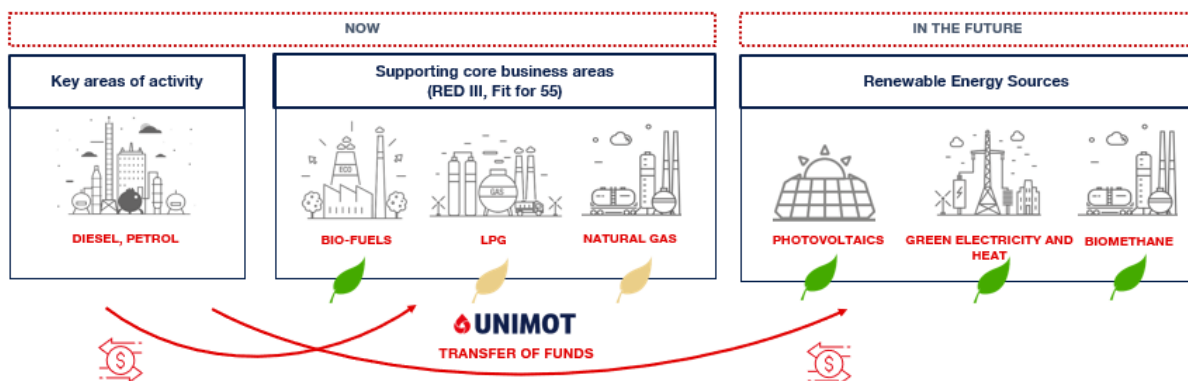 NOW
IN THE FUTURE
Key areas of activity
Supporting core business areas
(RED III, Fit for 55)
Renewable Energy Sources
ECO
GAS
DIESEL, PETROL
BIO-FUELS
LPG
NATURAL GAS
PHOTOVOLTAICS
GREEN ELECTRICITY AND
HEAT
BIOMETHANE
UNIMOT
TRANSFER OF FUNDS
$
$